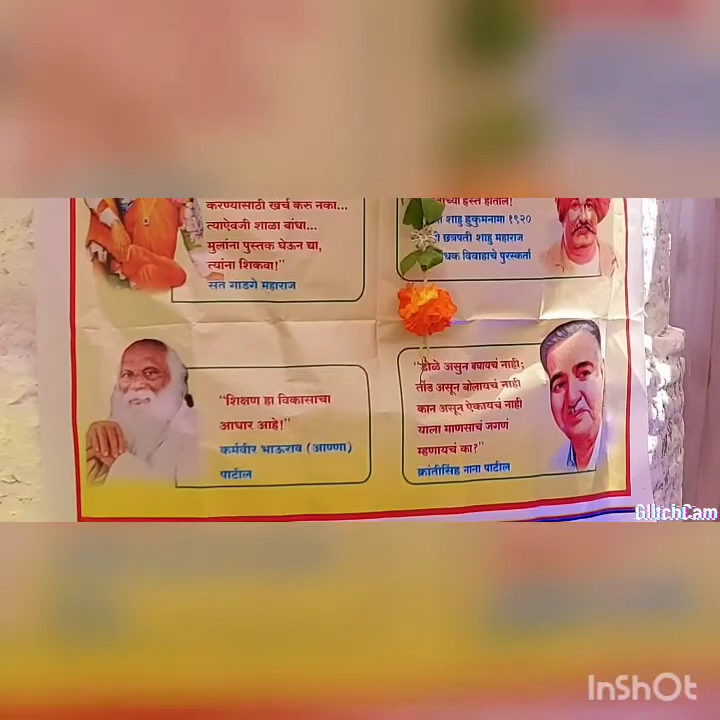 करण्यासाठी खर्च करू नका...
त्याऐवजी शाळा बांधा...
मुलांना पुस्तक घेऊन द्या,
त्यांना शिकवा!"
संत गाडगे महाराज
हस्ते होतील!
शाहू हुकुमनामा १९२०
छत्रपती शाहू महाराज
विवाहाचे पुरस्कर्ता
"शिक्षण हा विकासाचा
आधार आहे!"
कर्मवीर भाऊराव (आण्णा)
पाटील
"डोळे असुन बघायचं नाही;
तोंड असून बोलायचं नाही
कान असून ऐकायचं नाही
याला माणसाचं जगणं
म्हणायचं का?"
क्रांतीसिंह नाना पाटील
GlitchCam
InShOt